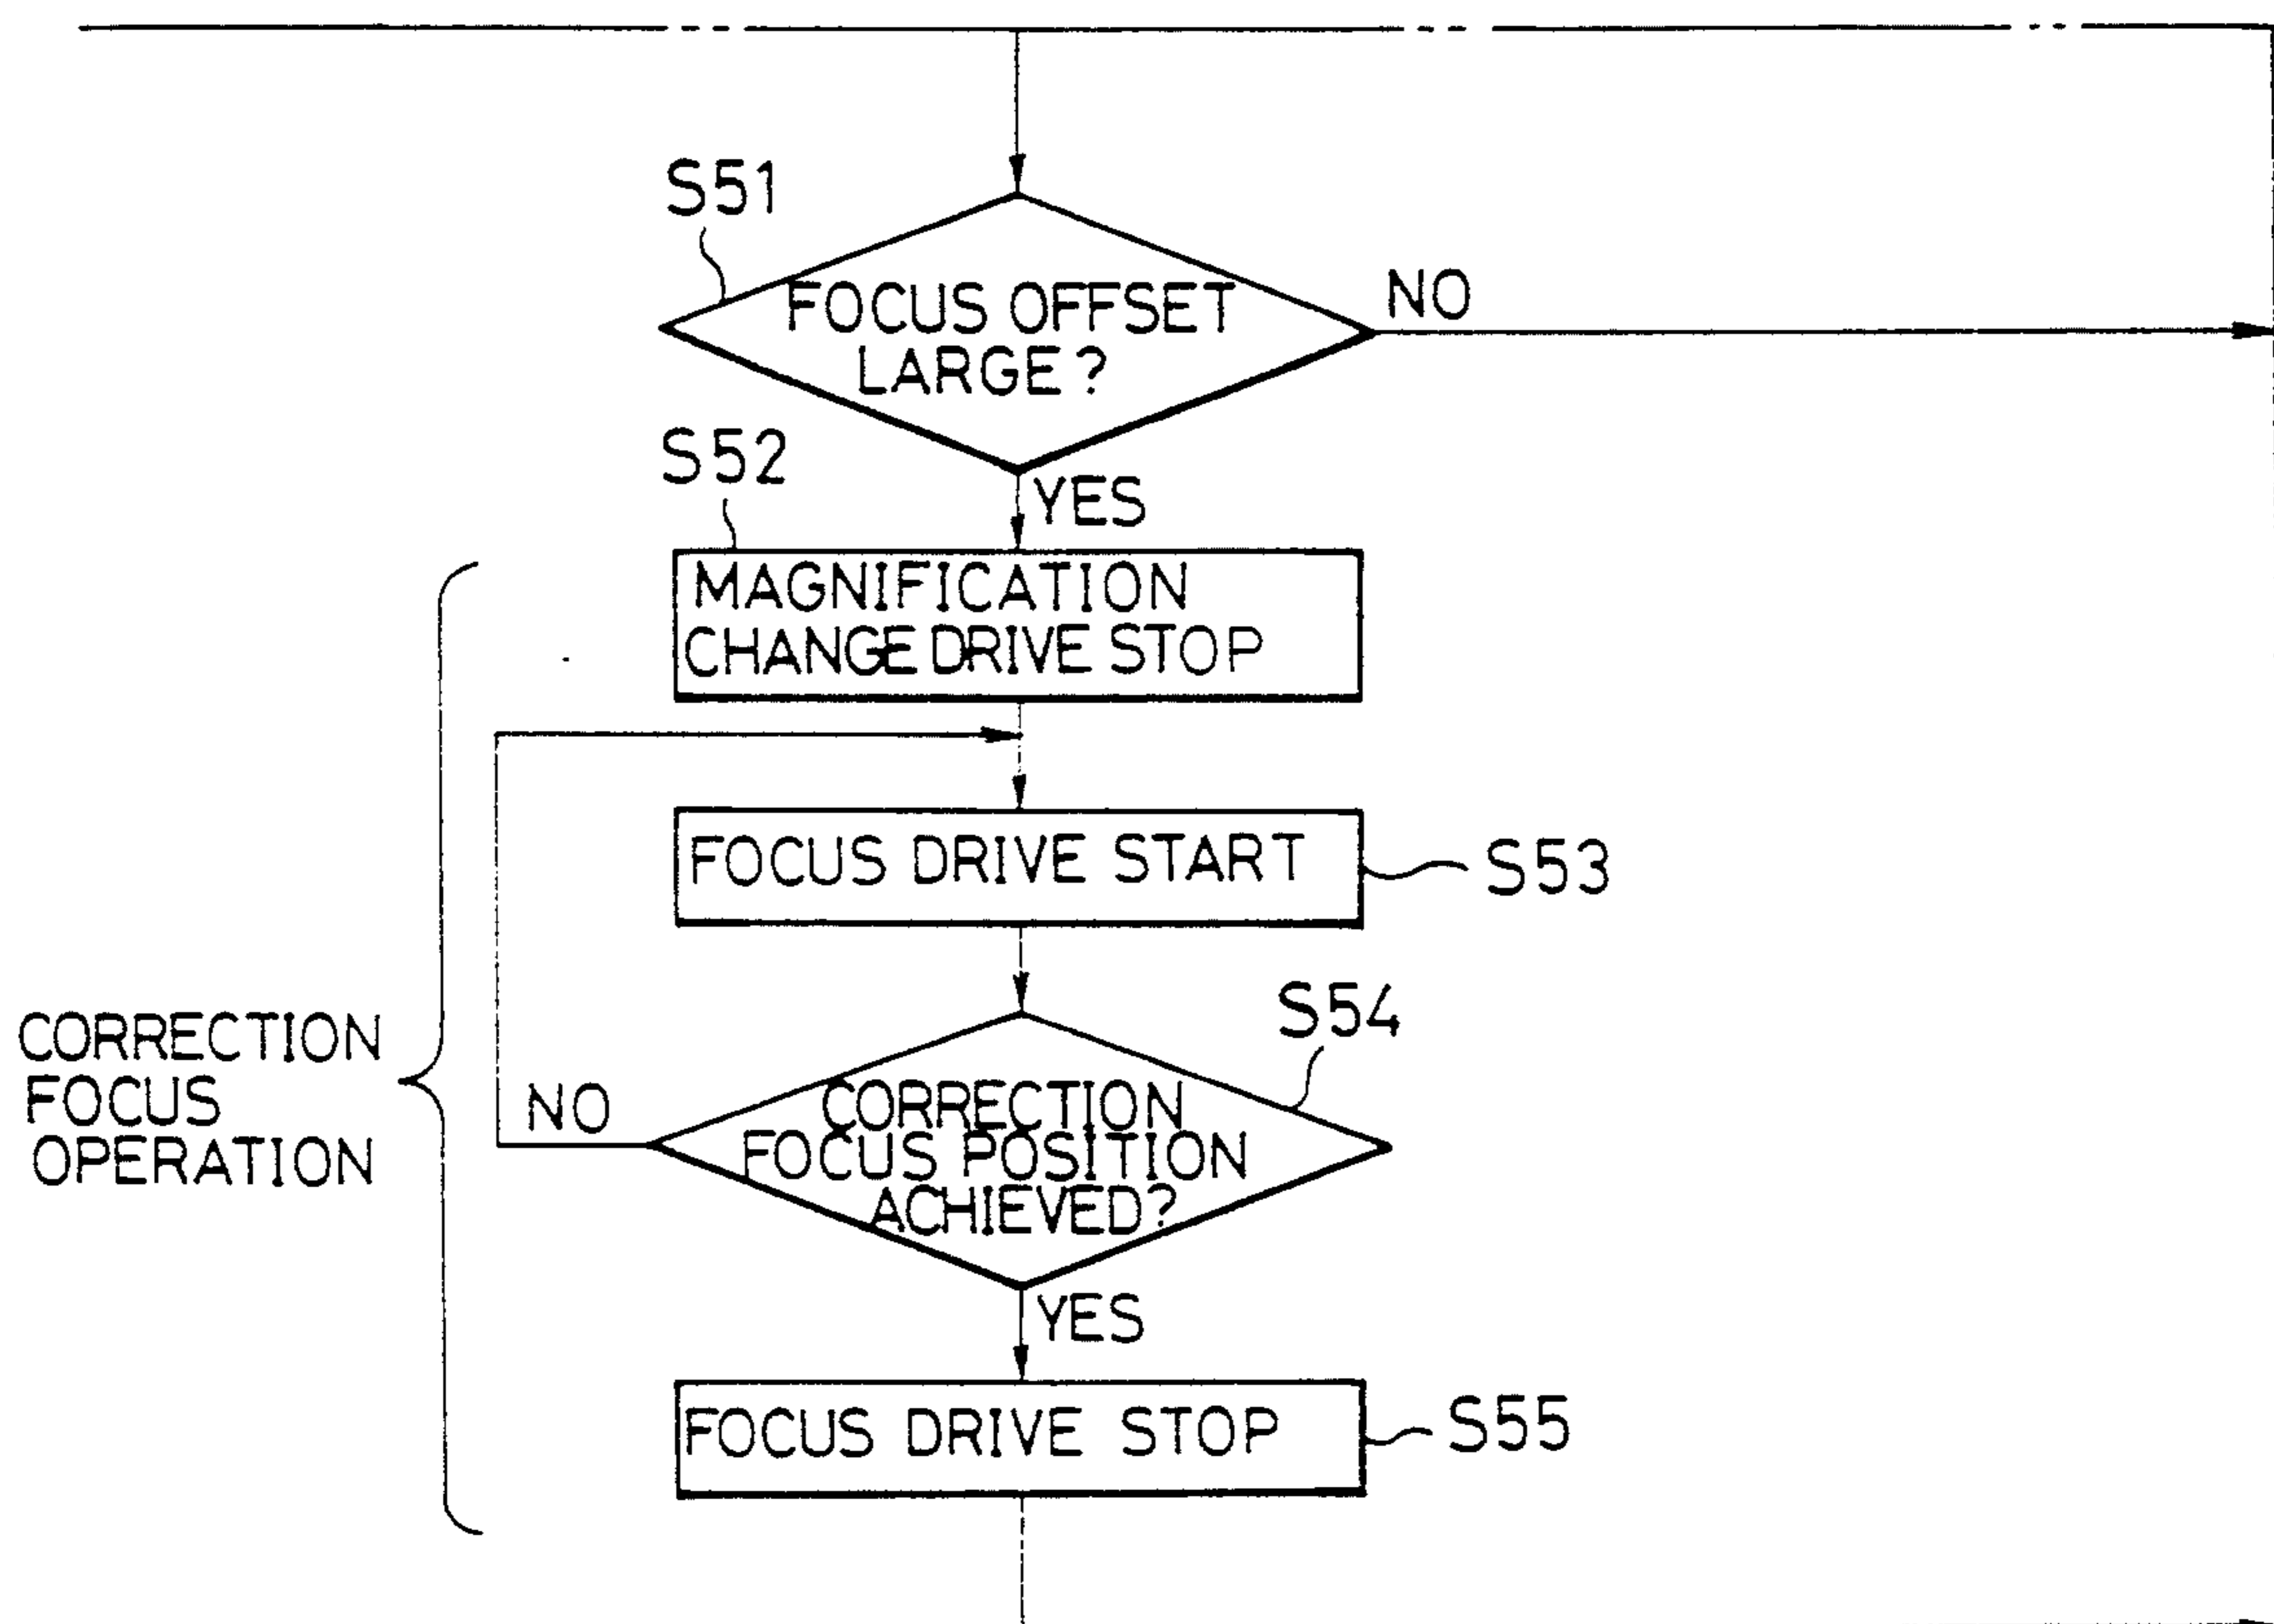 S51
FOCUS OFFSET
LARGE?
NO
S52
YES
MAGNIFICATION
CHANGE DRIVE STOP
FOCUS DRIVE START
S53
S54
CORRECTION
FOCUS
OPERATION
NO
CORRECTION
FOCUS POSITION
ACHIEVED?
YES
FOCUS DRIVE STOP
S55